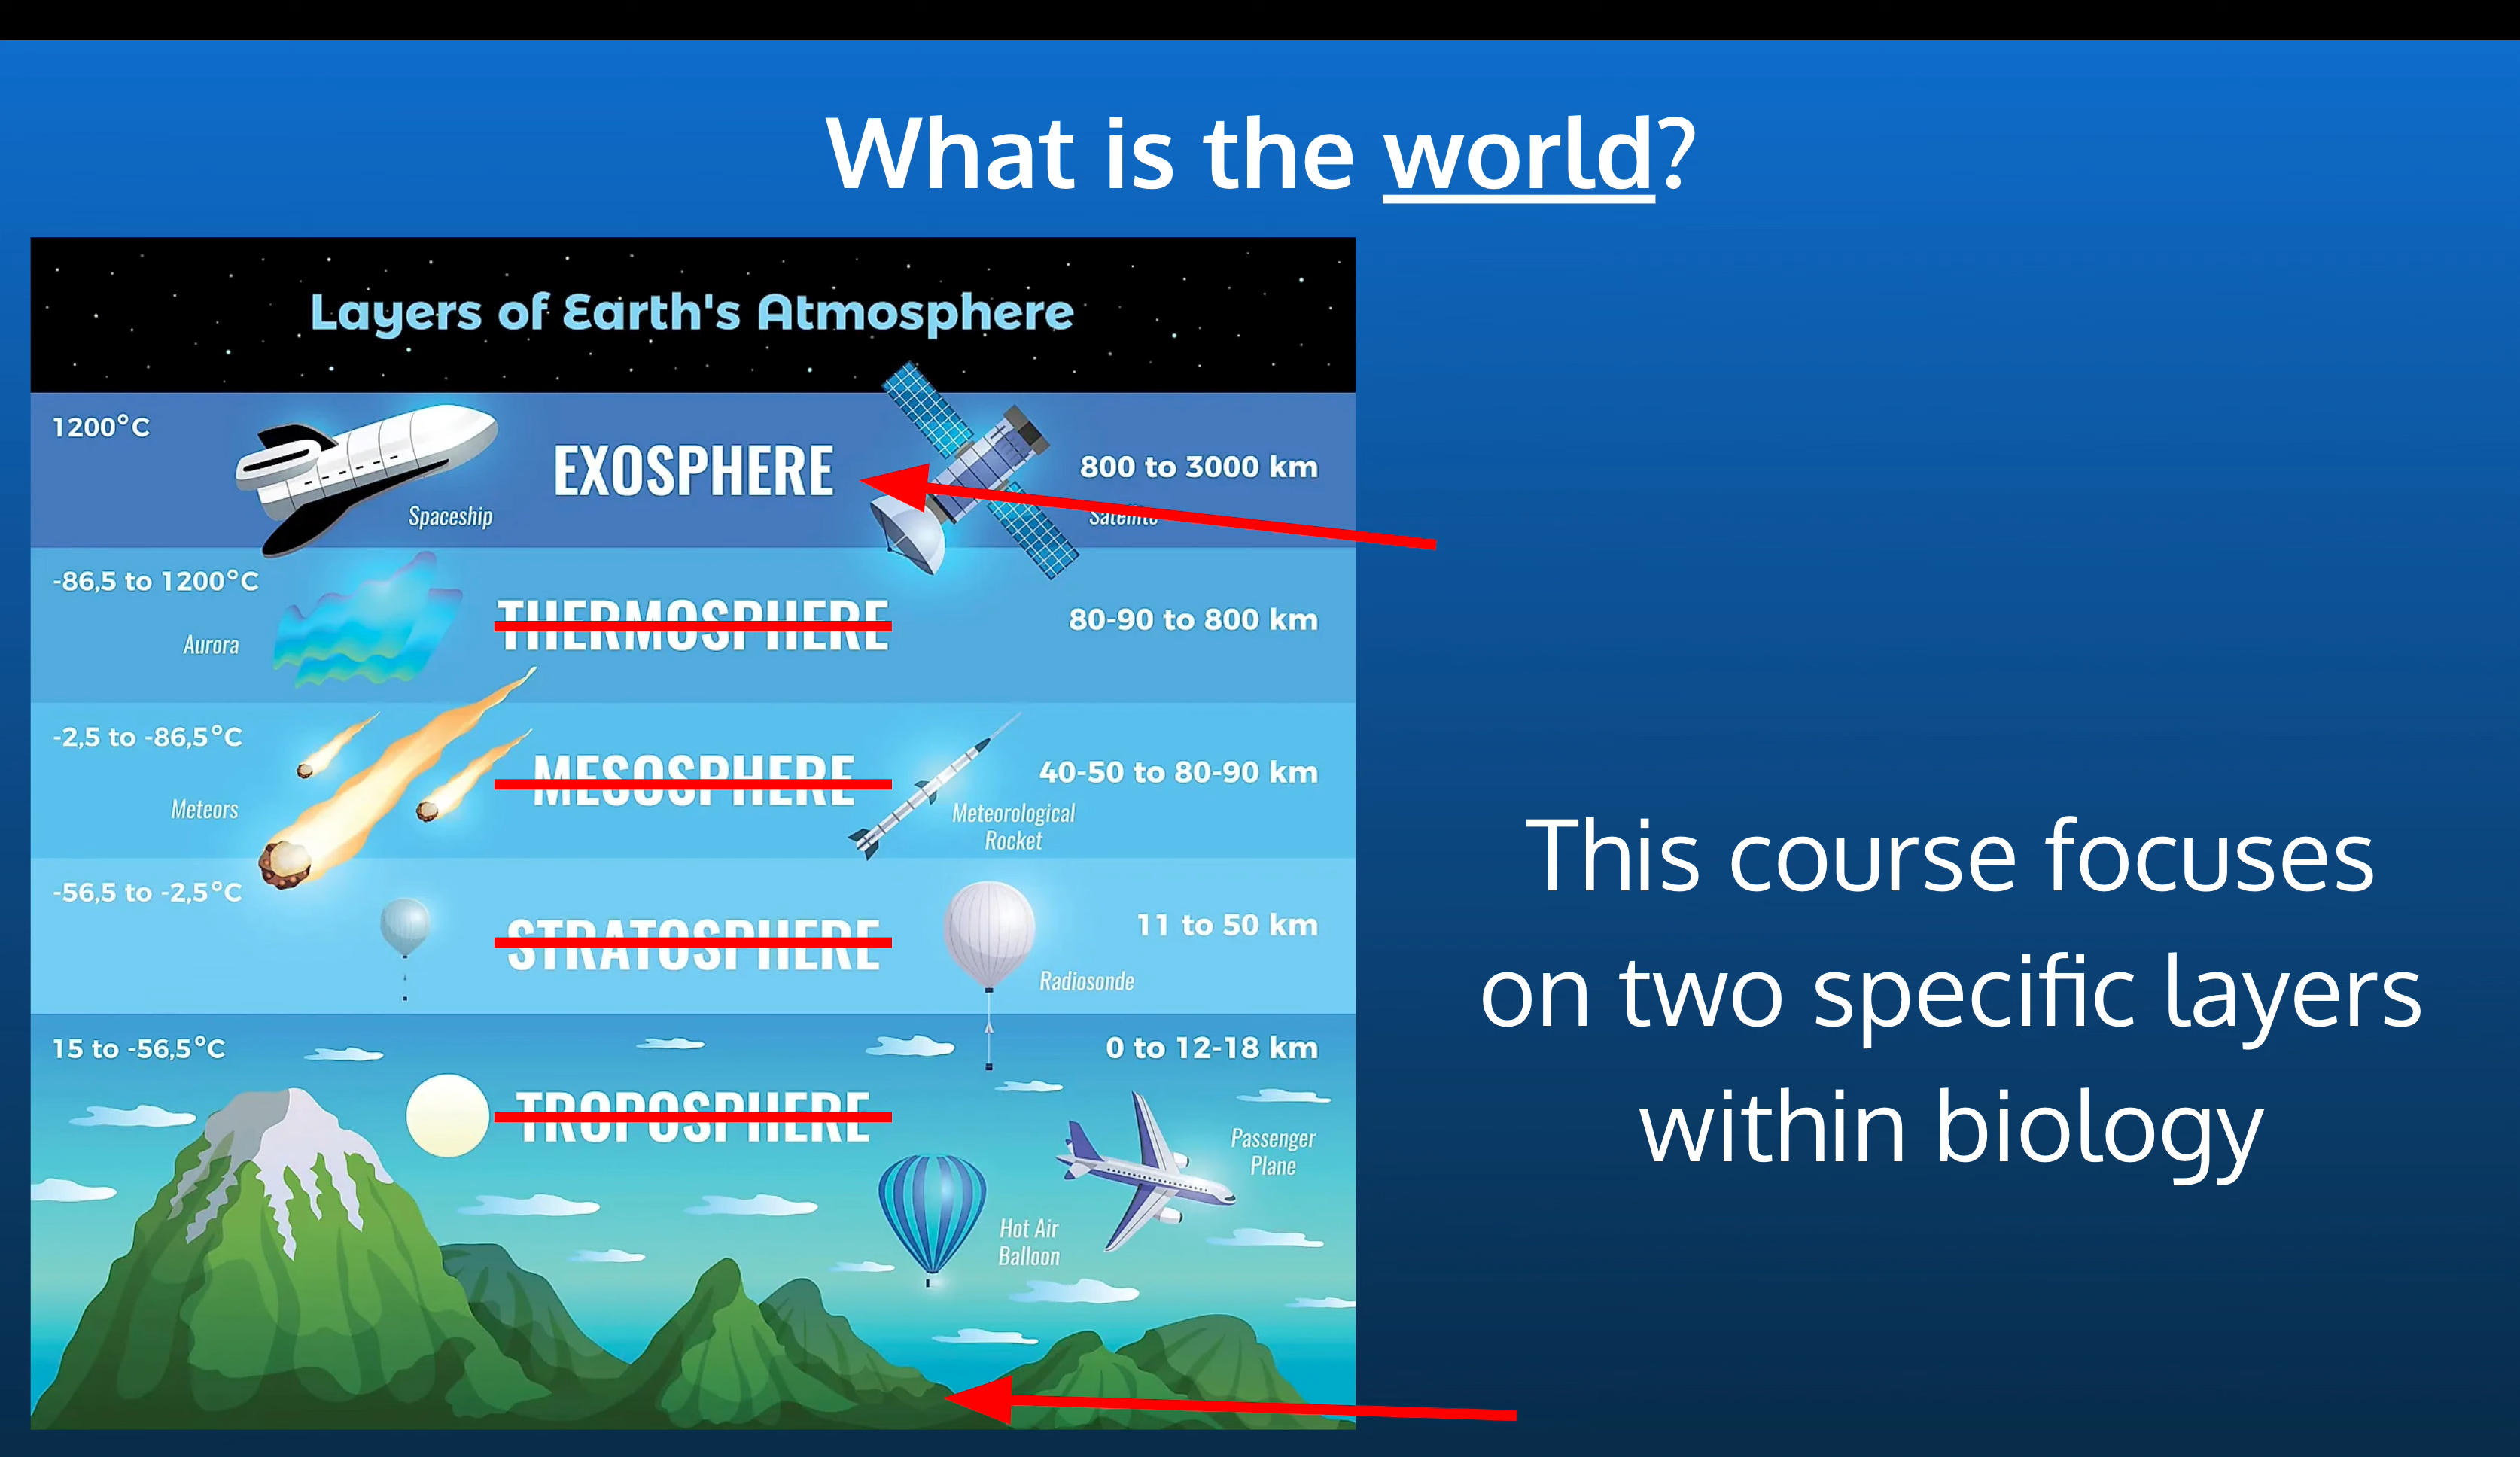 What is the world?
Layers of Earth's Atmosphere
1200°C
EXOSPHERE
800 to 3000 km
Spaceship
Satellite
-86,5 to 1200°C
THERMOSPHERE
80-90 to 800 km
Aurora
-2,5 to -86,5°C
MESOSPHERE
40-50 to 80-90 km
Meteors
Meteorological
Rocket
-56,5 to -2,5°C
STRATOSPHERE
11 to 50 km
Radiosonde
15 to -56,5°C
0 to 12-18 km
TROPOSPHERE
Passenger
Plane
Hot Air
Balloon
This course focuses
on two specific layers
within biology